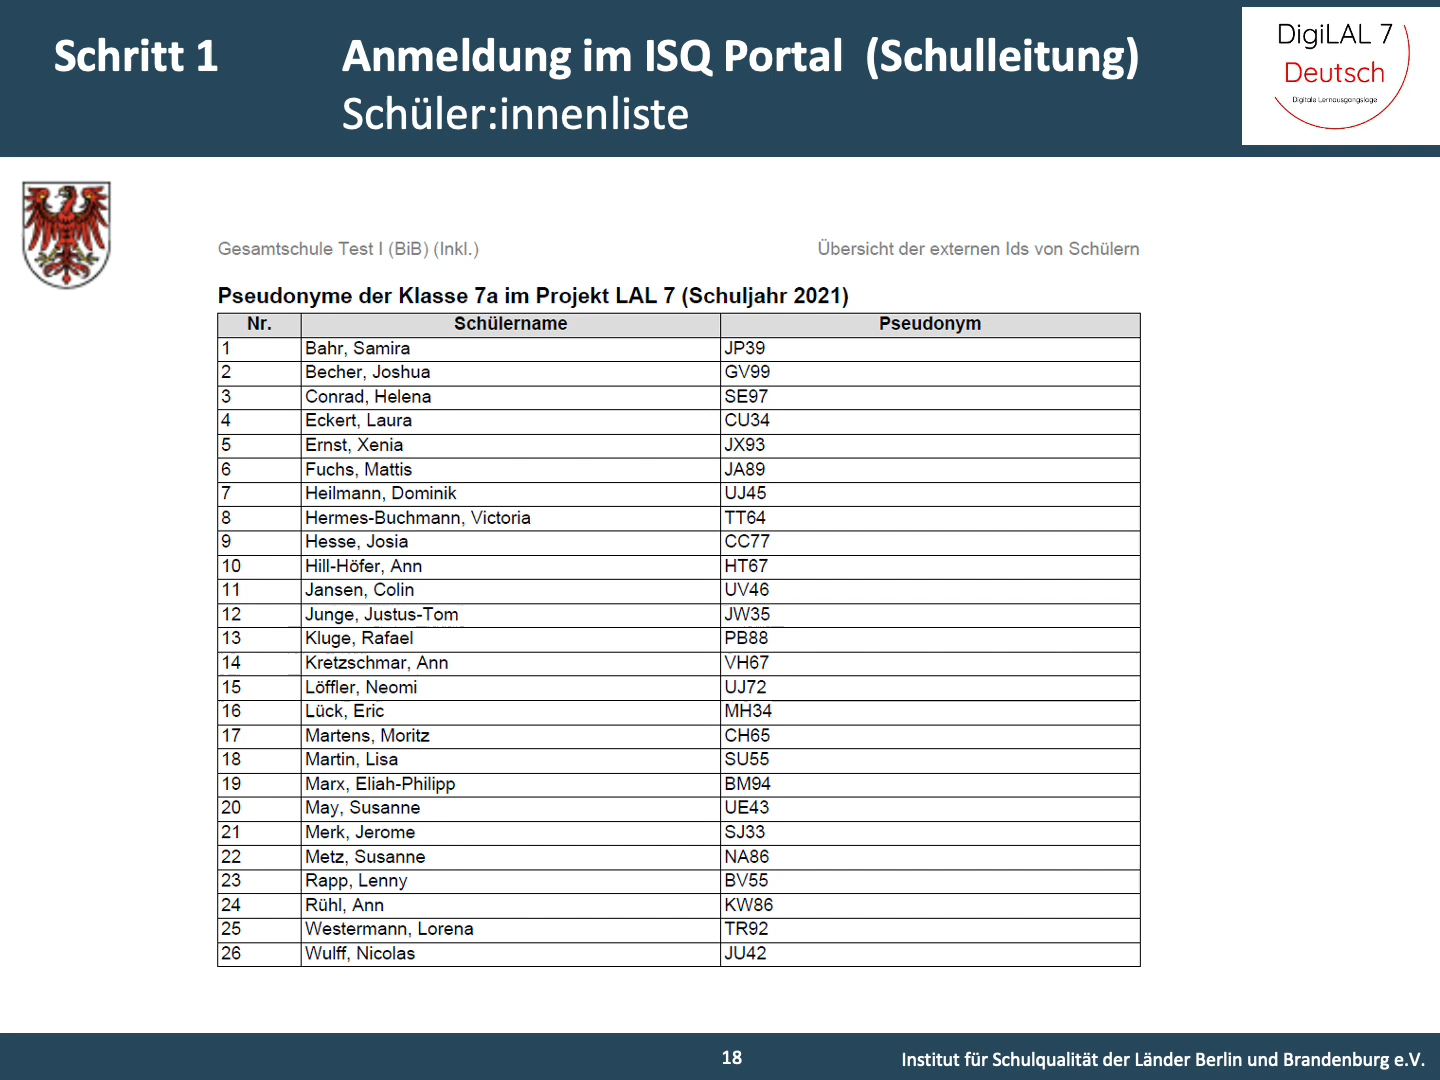 Schritt 1 Anmeldung im ISQ Portal (Schulleitung)
Schüler:innenliste
DigiLAL 7
Deutsch
Digitale Lernausgangslage
Gesamtschule Test I (BiB) (Inkl.) Übersicht der externen Ids von Schülern
Pseudonyme der Klasse 7a im Projekt LAL 7 (Schuljahr 2021)
Nr. Schülername Pseudonym
1 Bahr, Samira JP39
2 Becher, Joshua GV99
3 Conrad, Helena SE97
4 Eckert, Laura CU34
5 Ernst, Xenia JX93
6 Fuchs, Mattis JA89
7 Heilmann, Dominik UJ45
8 Hermes-Buchmann, Victoria TT64
9 Hesse, Josia CC77
10 Hill-Höfer, Ann HT67
11 Jansen, Colin UV46
12 Junge, Justus-Tom JW35
13 Kluge, Rafael PB88
14 Kretzschmar, Ann VH67
15 Löffler, Neomi UJ72
16 Lück, Eric MH34
17 Martens, Moritz CH65
18 Martin, Lisa SU55
19 Marx, Eliah-Philipp BM94
20 May, Susanne UE43
21 Merk, Jerome SJ33
22 Metz, Susanne NA86
23 Rapp, Lenny BV55
24 Rühl, Ann KW86
25 Westermann, Lorena TR92
26 Wulff, Nicolas JU42
18 Institut für Schulqualität der Länder Berlin und Brandenburg e.V.